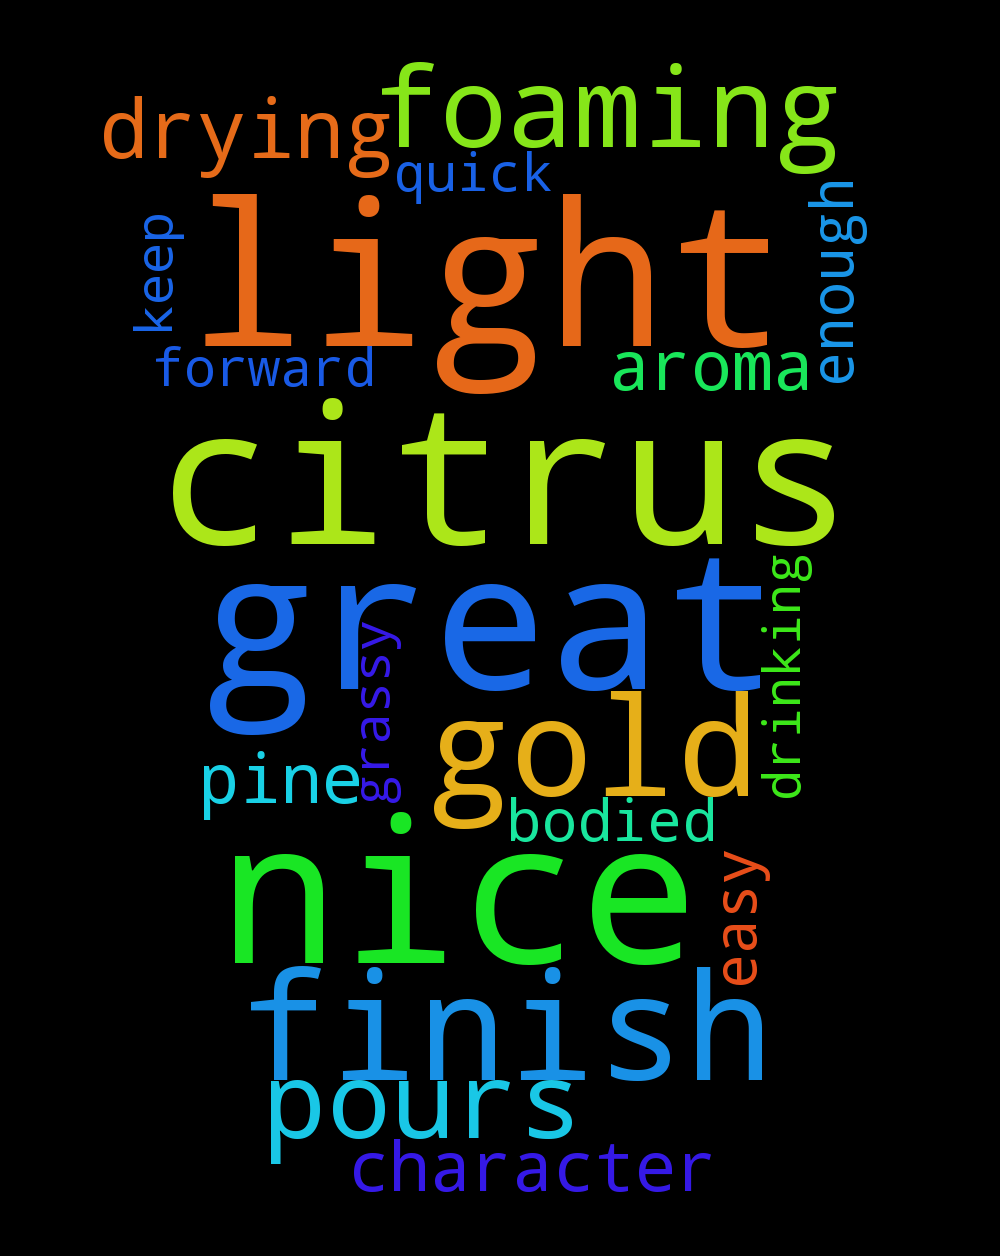 foaming
drying
quick
light
keep
enough
forward
aroma
citrus
great
drinking
grassy
gold
pine
bodied
nice
easy
finish
pours
character